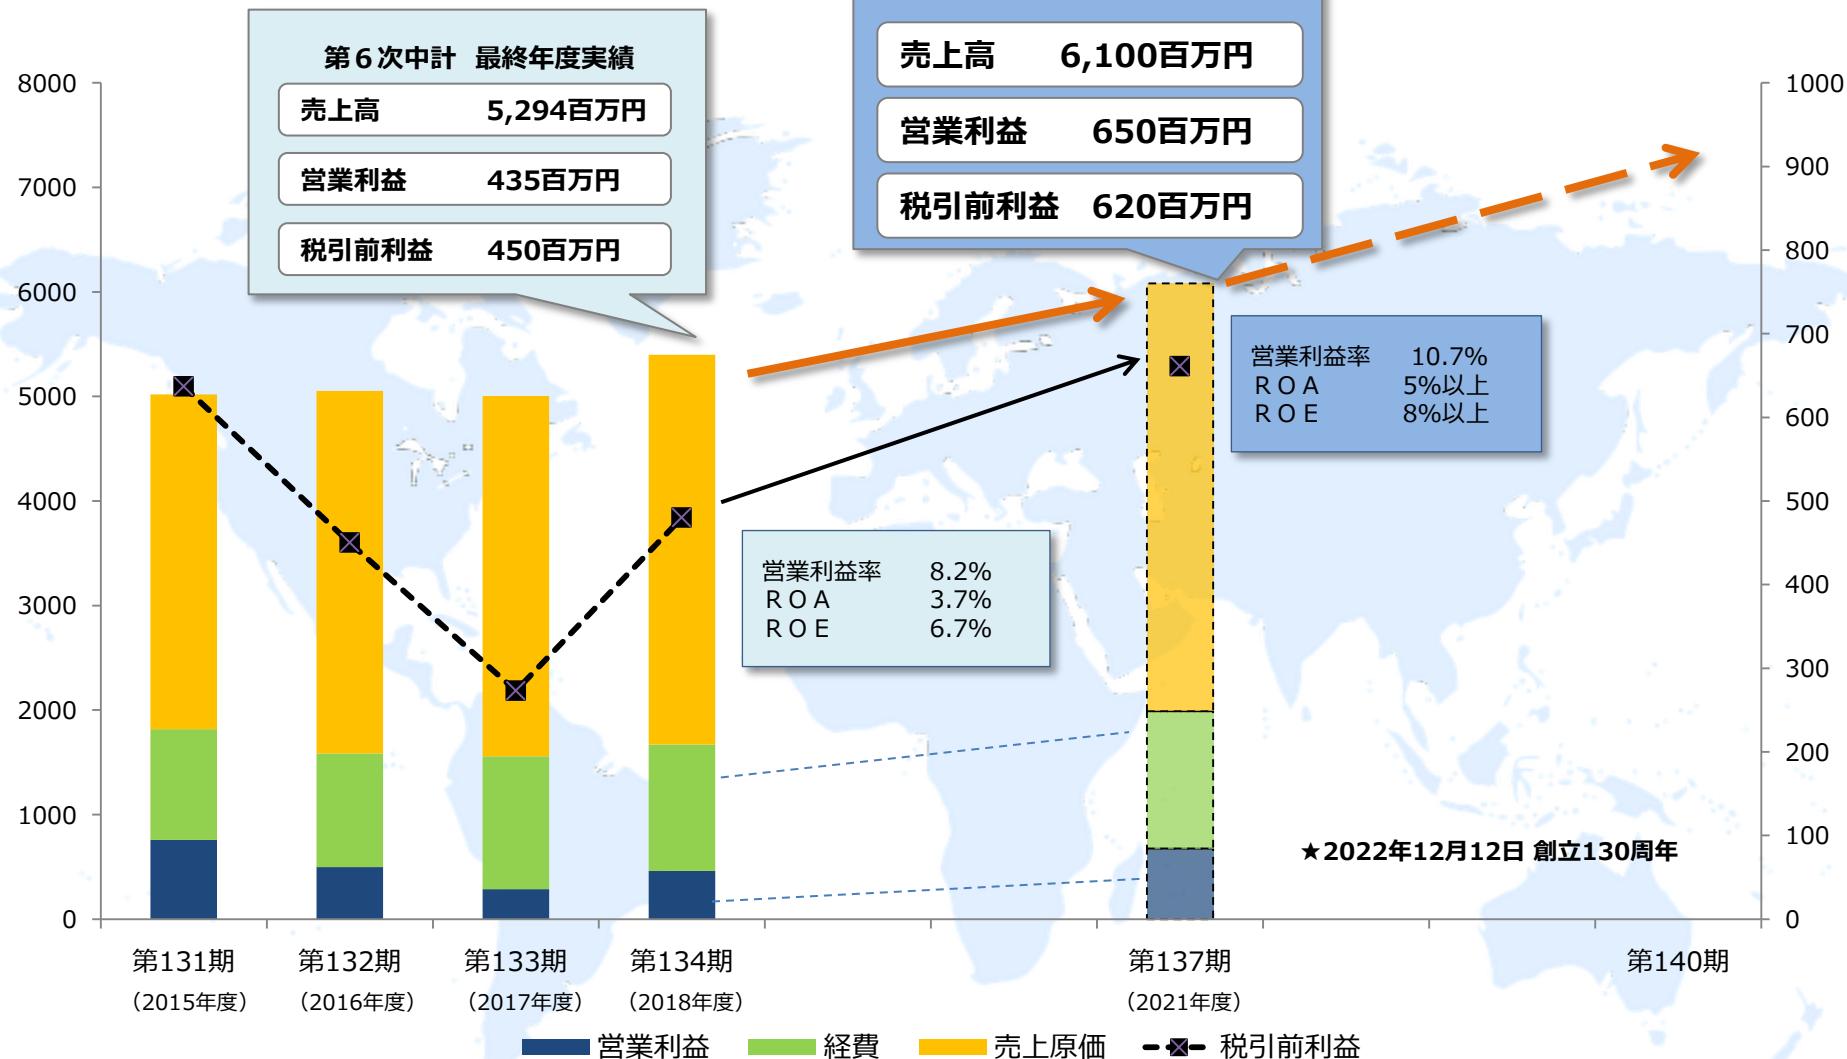 第６次中計 最終年度実績
売上高 5,294百万円
営業利益 435百万円
税引前利益 450百万円
売上高 6,100百万円
営業利益 650百万円
税引前利益 620百万円
8000
7000
6000
5000
4000
3000
2000
1000
0
1000
900
800
700
600
500
400
300
200
100
0
営業利益率 10.7%
ＲＯＡ 5%以上
ＲＯＥ 8%以上
営業利益率 8.2%
ＲＯＡ 3.7%
ＲＯＥ 6.7%
★2022年12月12日 創立130周年
第131期 第132期 第133期 第134期 第137期 第140期
（2015年度） （2016年度） （2017年度） （2018年度） （2021年度）
営業利益 経費 売上原価 税引前利益